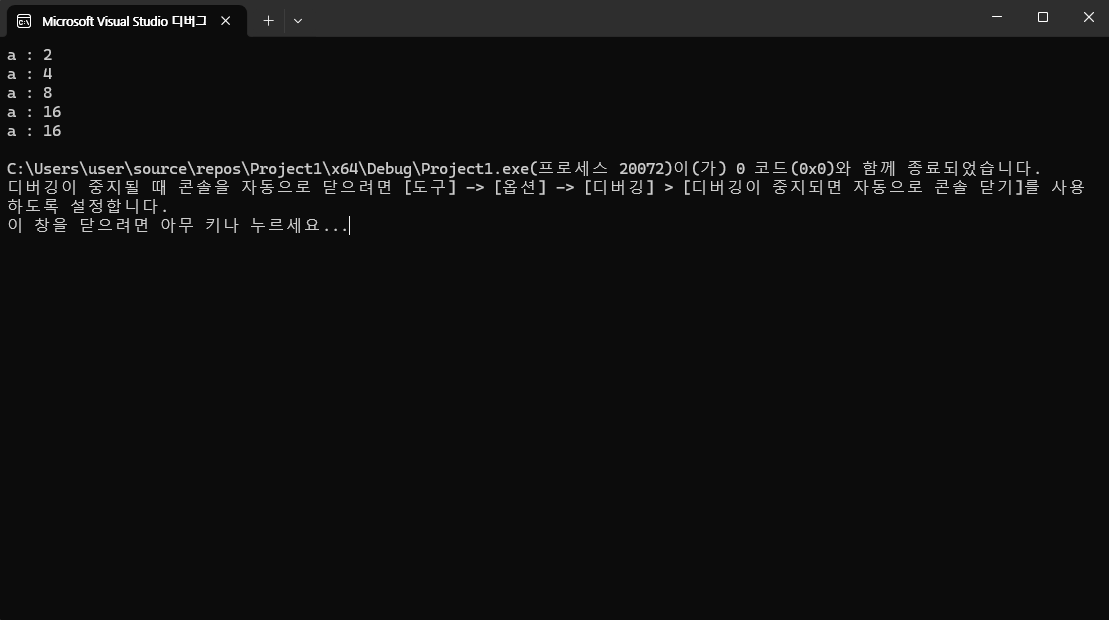 Microsoft Visual Studio 디버그
a : 2
a : 4
a : 8
a : 16
a : 16
C:\Users\user\source\repos\Project1\x64\Debug\Project1.exe(프로세스 20072)이(가) 0 코드(0x0)와 함께 종료되었습니다.
디버깅이 중지될 때 콘솔을 자동으로 닫으려면 [도구] -> [옵션] -> [디버깅] > [디버깅이 중지되면 자동으로 콘솔 닫기]를 사용
하도록 설정합니다.
이 창을 닫으려면 아무 키나 누르세요...